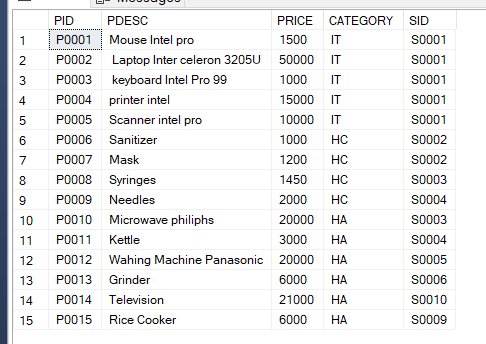 Messages
PID PDESC PRICE CATEGORY SID
1 P0001 Mouse Intel pro 1500 IT S0001
2 P0002 Laptop Inter celeron 3205U 50000 IT S0001
3 P0003 keyboard Intel Pro 99 1000 IT S0001
4 P0004 printer intel 15000 IT S0001
5 P0005 Scanner intel pro 10000 IT S0001
6 P0006 Sanitizer 1000 HC S0002
7 P0007 Mask 1200 HC S0002
8 P0008 Syringes 1450 HC S0003
9 P0009 Needles 2000 HC S0004
10 P0010 Microwave philiphs 20000 HA S0003
11 P0011 Kettle 3000 HA S0004
12 P0012 Wahing Machine Panasonic 20000 HA S0005
13 P0013 Grinder 6000 HA S0006
14 P0014 Television 21000 HA S0010
15 P0015 Rice Cooker 6000 HA S0009